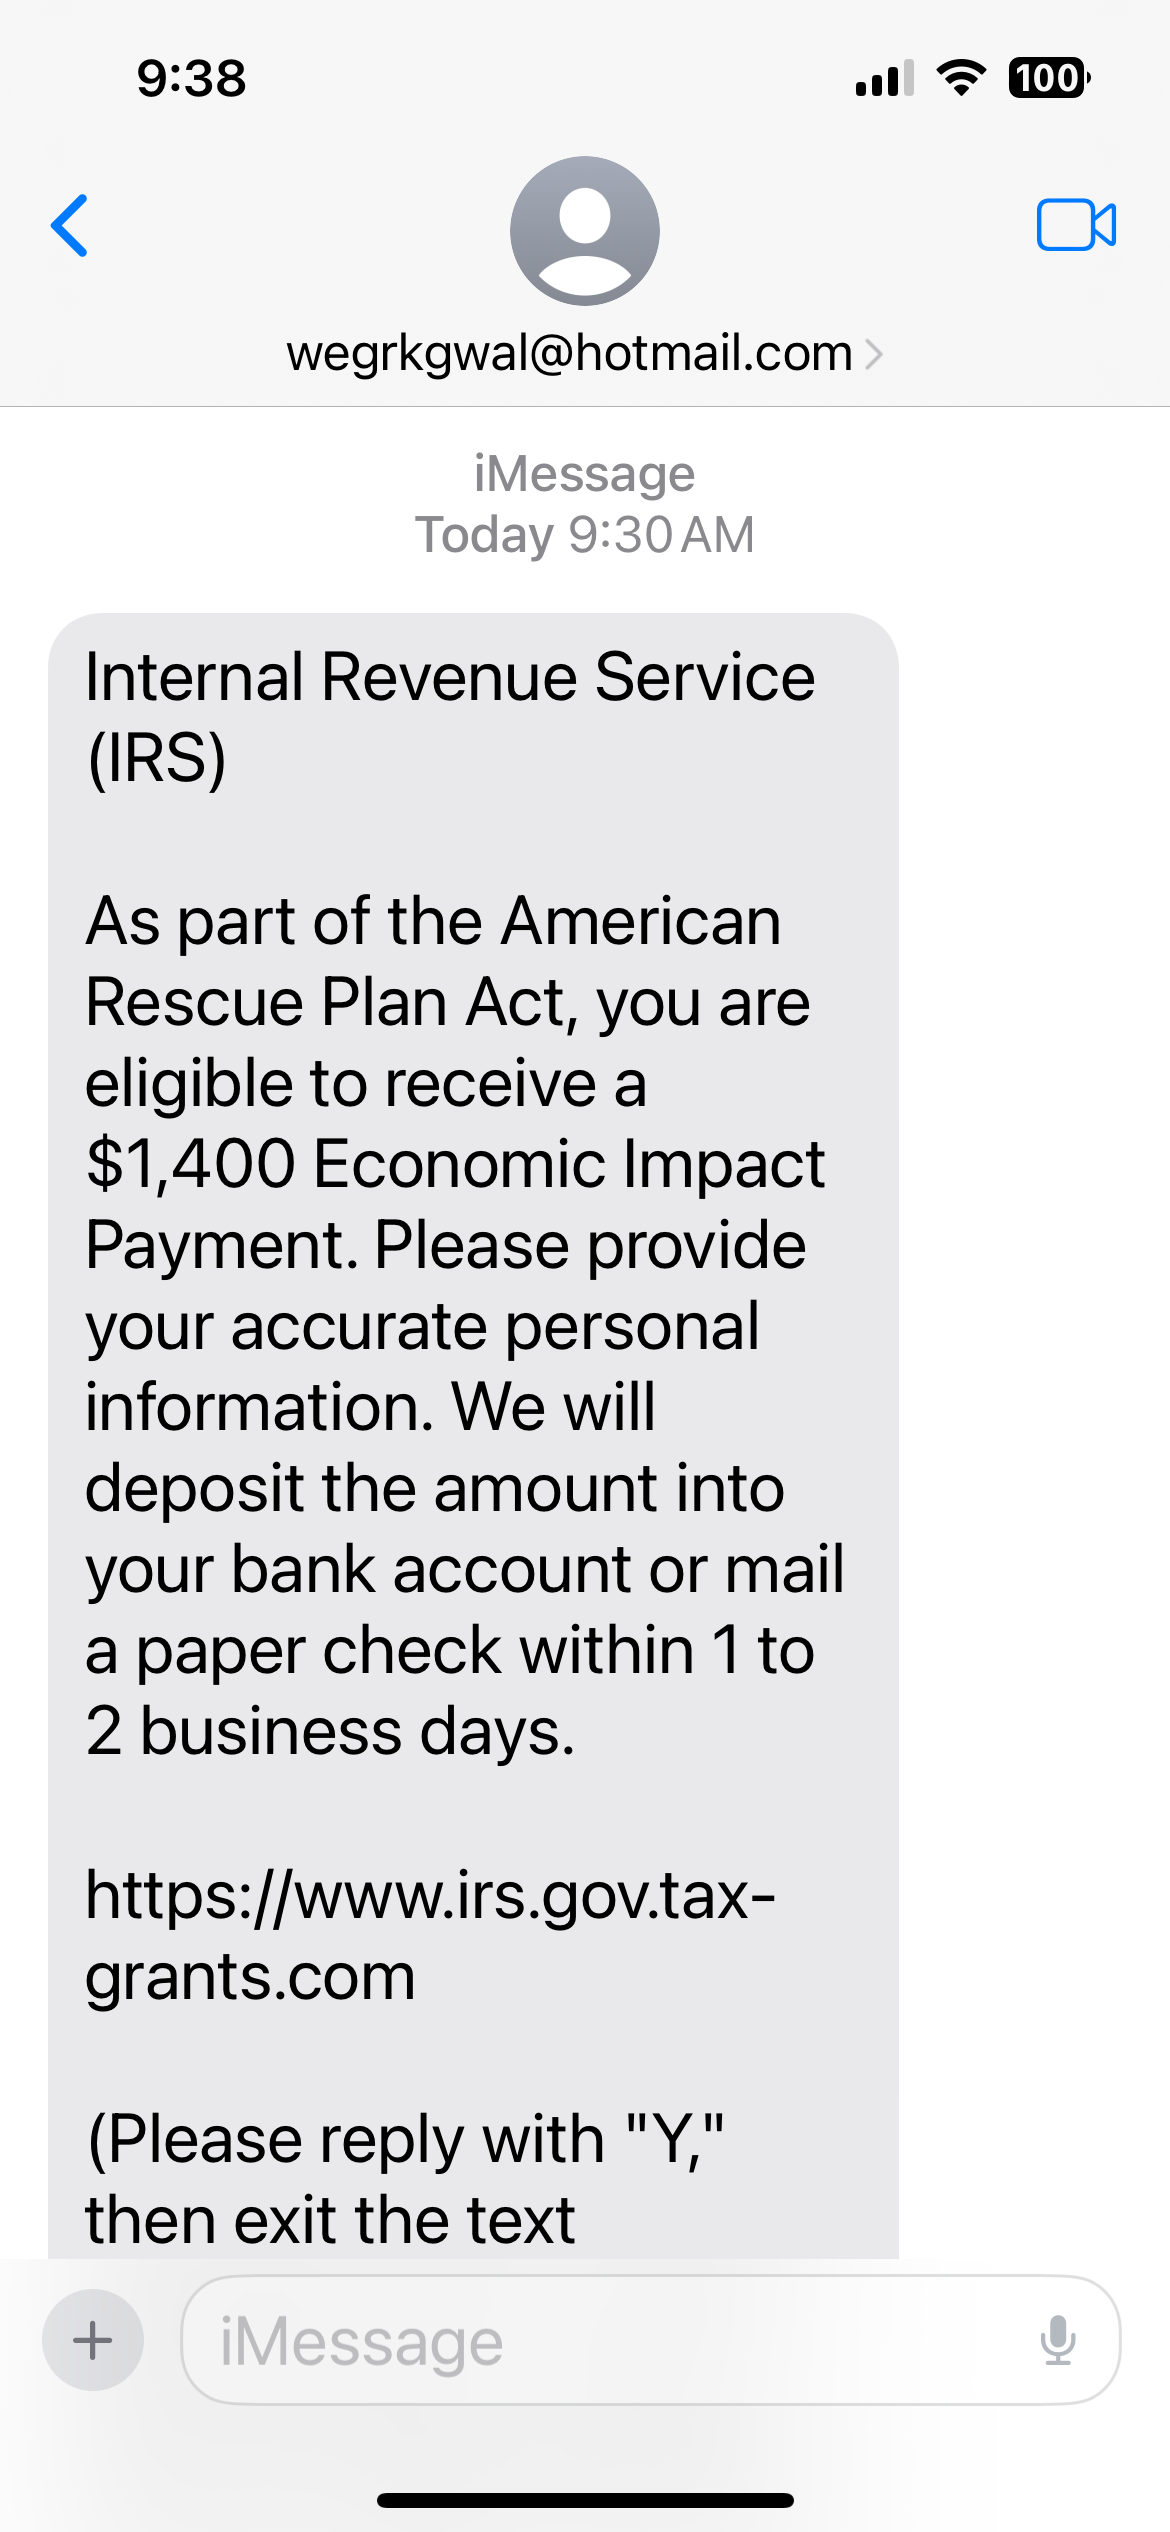 9:38
100
wegrkgwal@hotmail.com
iMessage
Today 9:30 AM
Internal Revenue Service
(IRS)
As part of the American
Rescue Plan Act, you are
eligible to receive a
$1,400 Economic Impact
Payment. Please provide
your accurate personal
information. We will
deposit the amount into
your bank account or mail
a paper check within 1 to
2 business days.
https://www.irs.gov.tax-
grants.com
(Please reply with "Y,"
then exit the text
iMessage